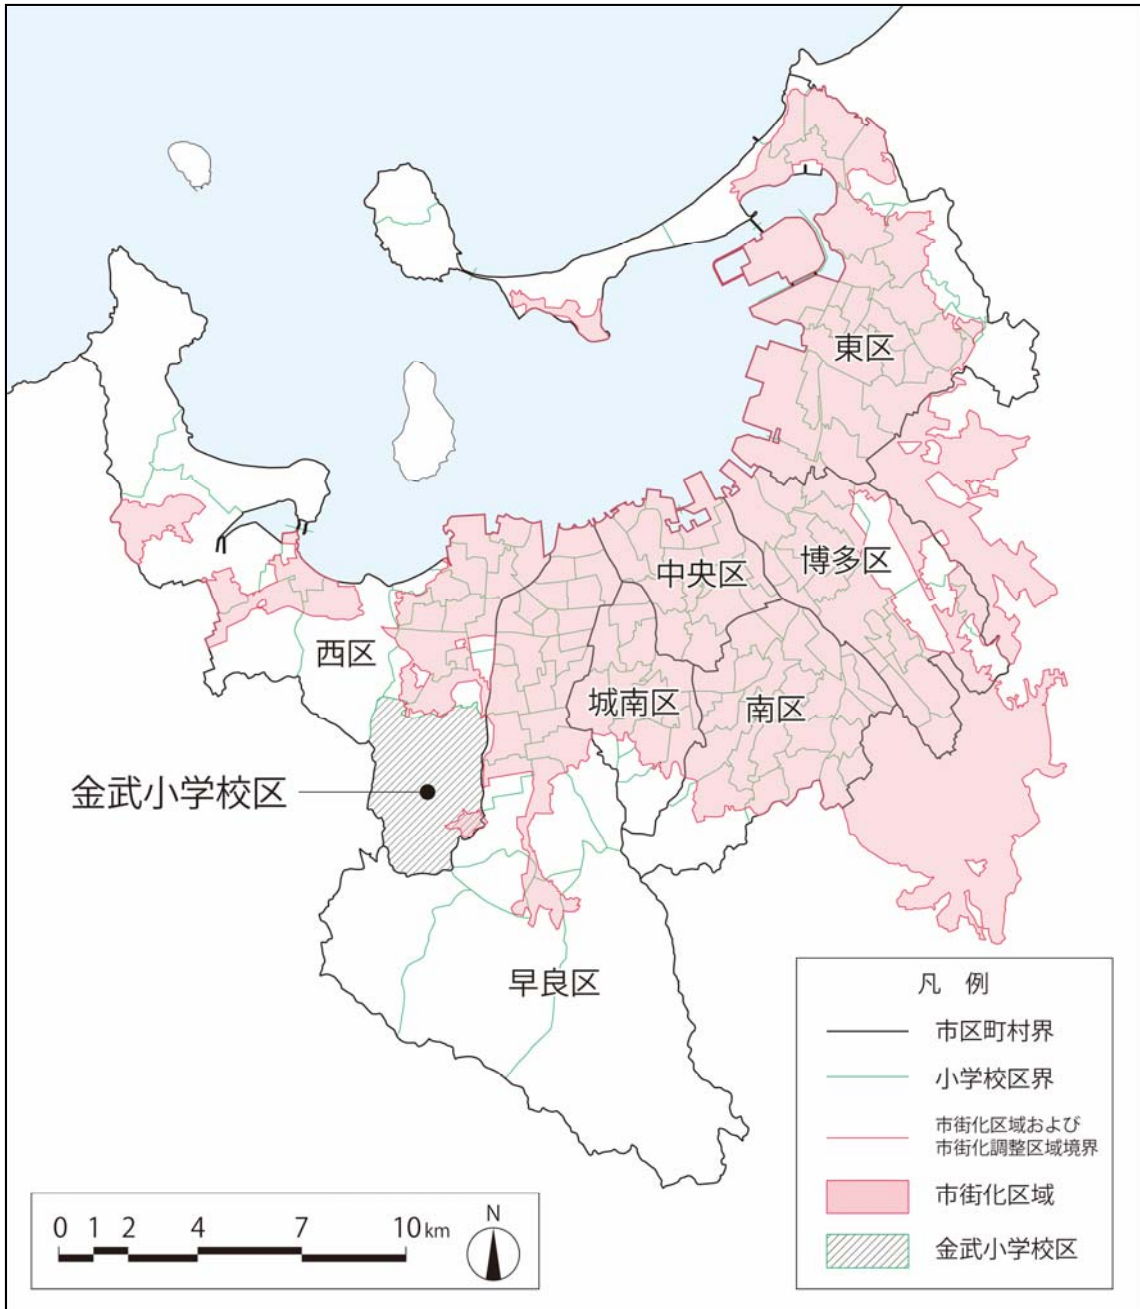 東区
博多区
中央区
西区
城南区
南区
金武小学校区
早良区
凡 例
市区町村界
小学校区界
市街化区域および
市街化調整区域境界
市街化区域
金武小学校区
0 1 2 4 7 10 km
N